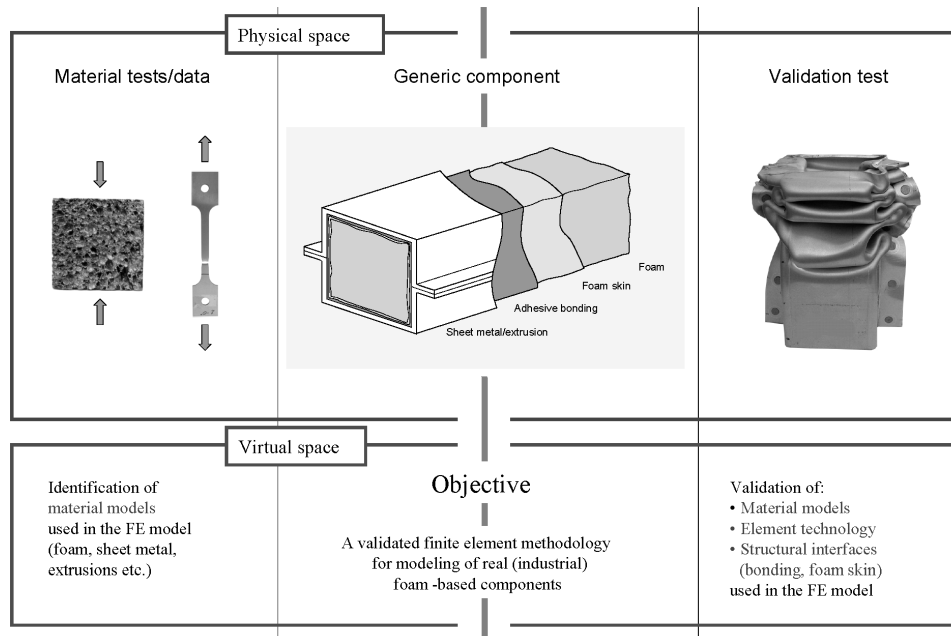 Physical space
Material tests/data
Generic component
Validation test
Foam
Foam skin
Adhesive bonding
Sheet metal/extrusion
Virtual space
Identification of
material models
used in the FE model
(foam, sheet metal,
extrusions etc.)
Objective
A validated finite element methodology
for modeling of real (industrial)
foam -based components
Validation of:
• Material models
• Element technology
• Structural interfaces
(bonding, foam skin)
used in the FE model